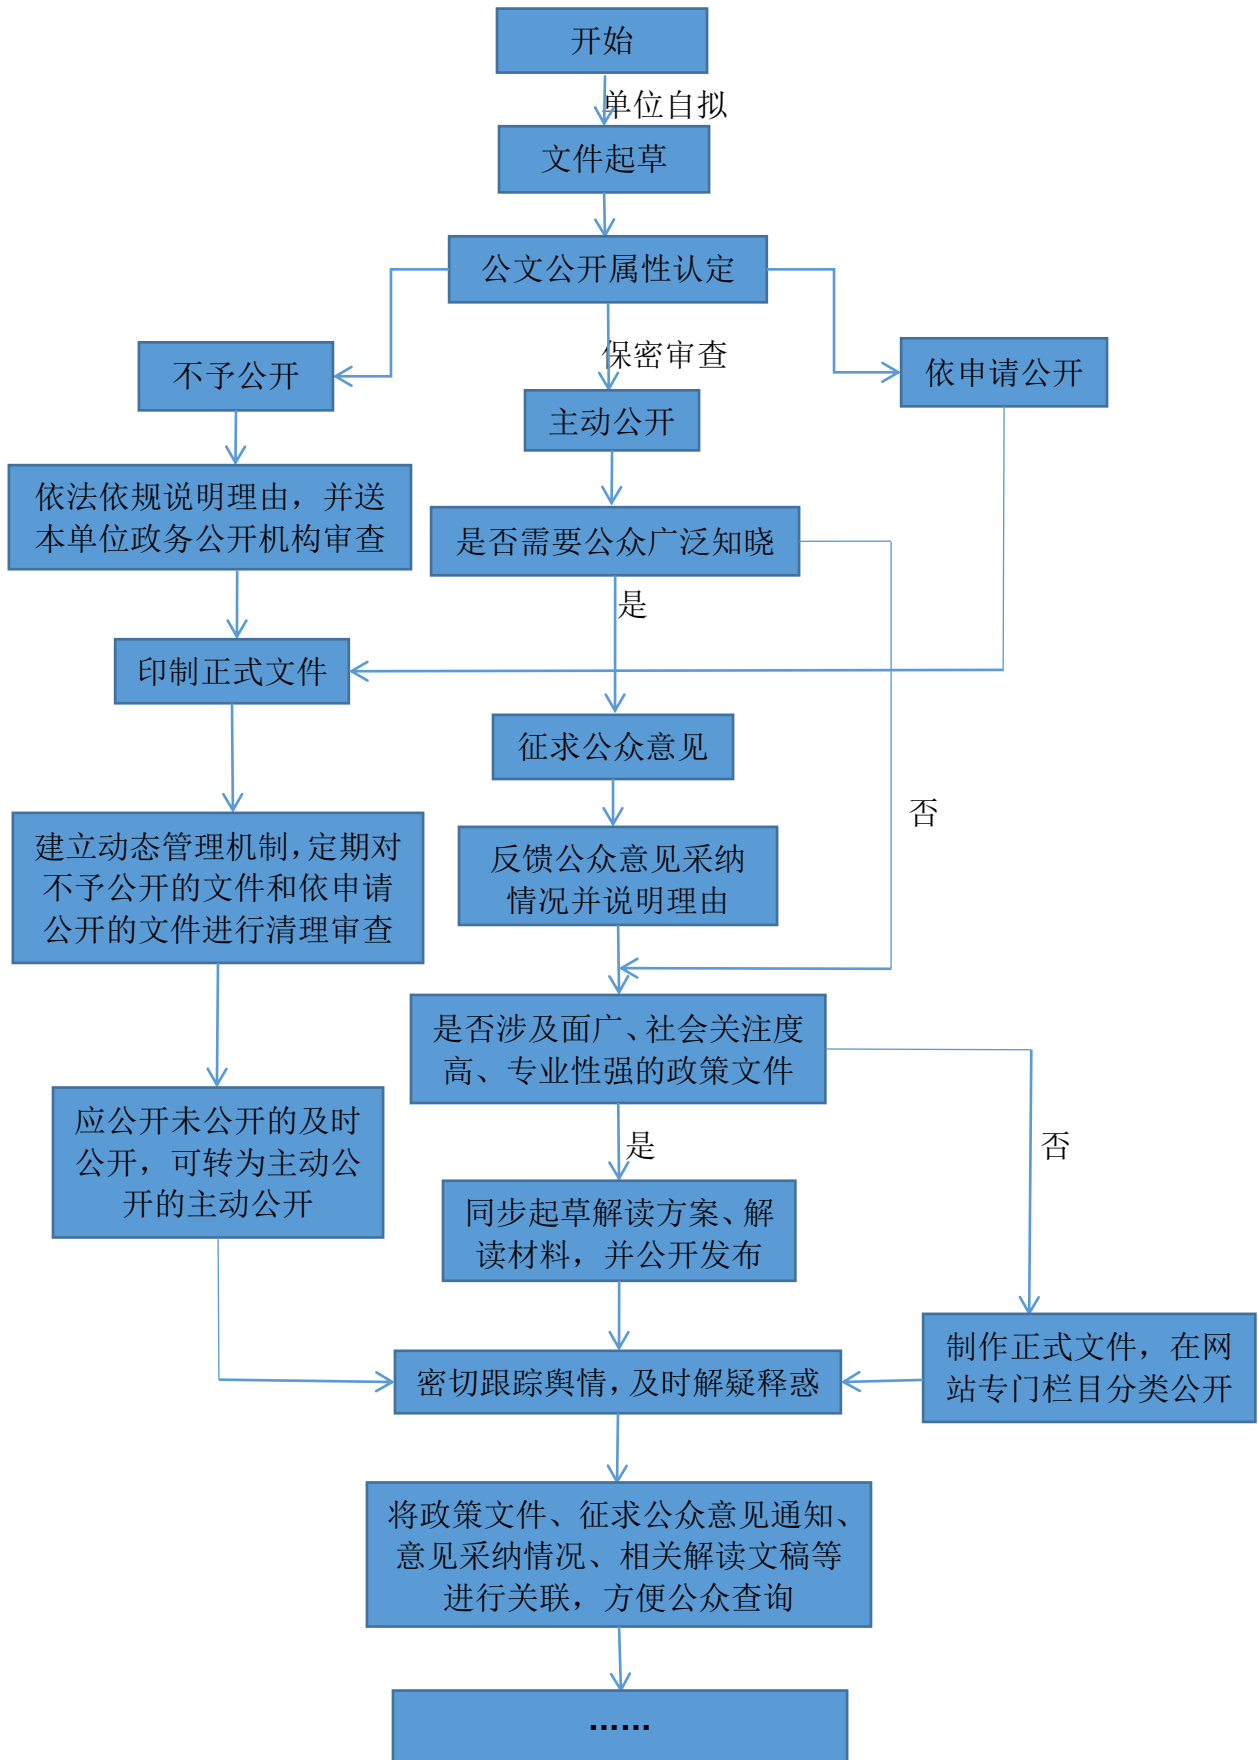 开始
单位自拟
文件起草
公文公开属性认定
保密审查
不予公开
依申请公开
主动公开
依法依规说明理由，并送
本单位政务公开机构审查
是否需要公众广泛知晓
是
印制正式文件
征求公众意见
否
建立动态管理机制，定期对
不予公开的文件和依申请
公开的文件进行清理审查
反馈公众意见采纳
情况并说明理由
是否涉及面广、社会关注度
高、专业性强的政策文件
应公开未公开的及时
公开，可转为主动公
开的主动公开
是
否
同步起草解读方案、解
读材料，并公开发布
制作正式文件，在网
站专门栏目分类公开
密切跟踪舆情，及时解疑释惑
将政策文件、征求公众意见通知、
意见采纳情况、相关解读文稿等
进行关联，方便公众查询
……